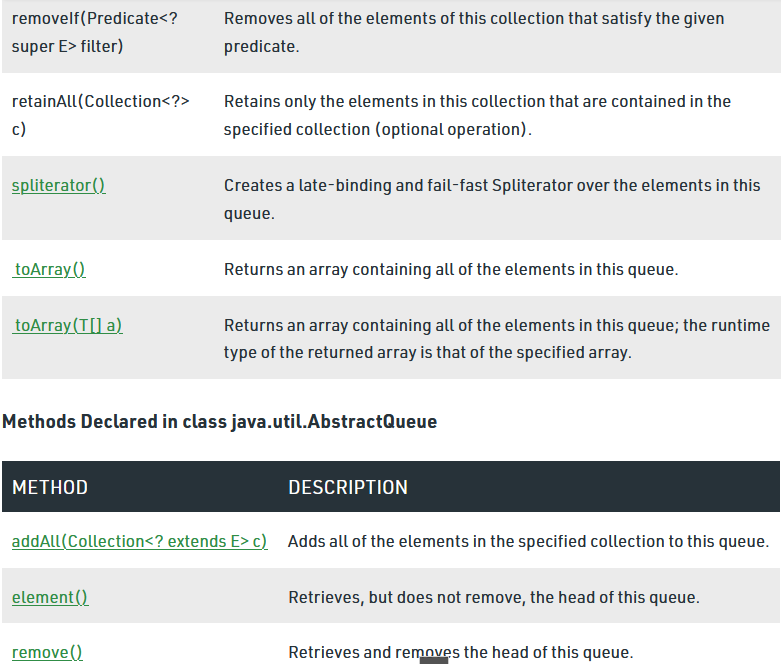 removeIf(Predicate<? Removes all of the elements of this collection that satisfy the given
super E> filter) predicate.
retainAll(Collection<?> Retains only the elements in this collection that are contained in the
c) specified collection (optional operation).
spliterator() Creates a late-binding and fail-fast Spliterator over the elements in this
queue.
toArray() Returns an array containing all of the elements in this queue.
toArray(T[] a) Returns an array containing all of the elements in this queue; the runtime
type of the returned array is that of the specified array.
Methods Declared in class java.util.AbstractQueue
METHOD DESCRIPTION
addAll(Collection<? extends E> c) Adds all of the elements in the specified collection to this queue.
element() Retrieves, but does not remove, the head of this queue.
remove() Retrieves and removes the head of this queue.